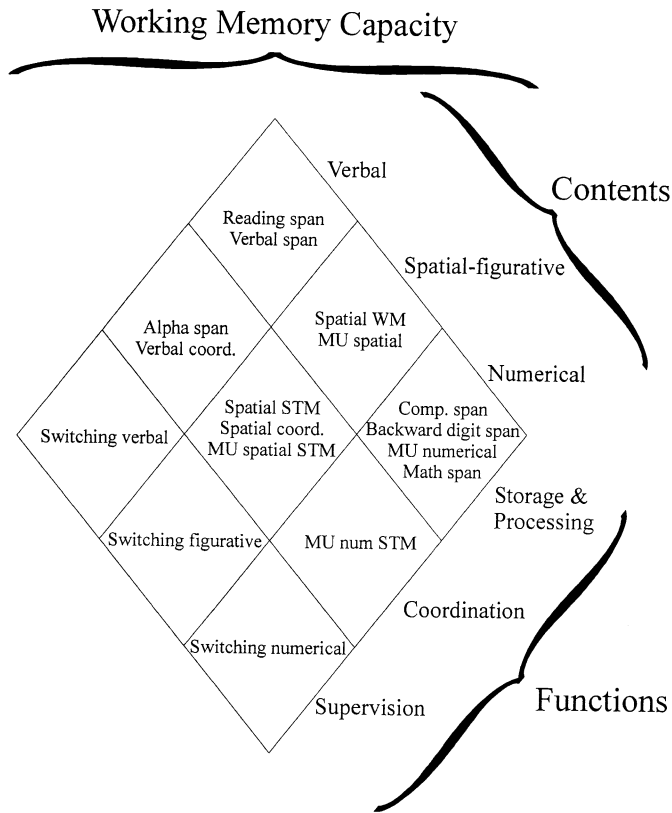 Working Memory Capacity
Verbal
Contents
Reading span
Verbal span
Spatial-figurative
Alpha span
Verbal coord.
Spatial WM
MU spatial
Numerical
Switching verbal
Spatial STM
Spatial coord.
MU spatial STM
Comp. span
Backward digit span
MU numerical
Math span
Storage &
Processing
Switching figurative
MU num STM
Coordination
Switching numerical
Supervision
Functions